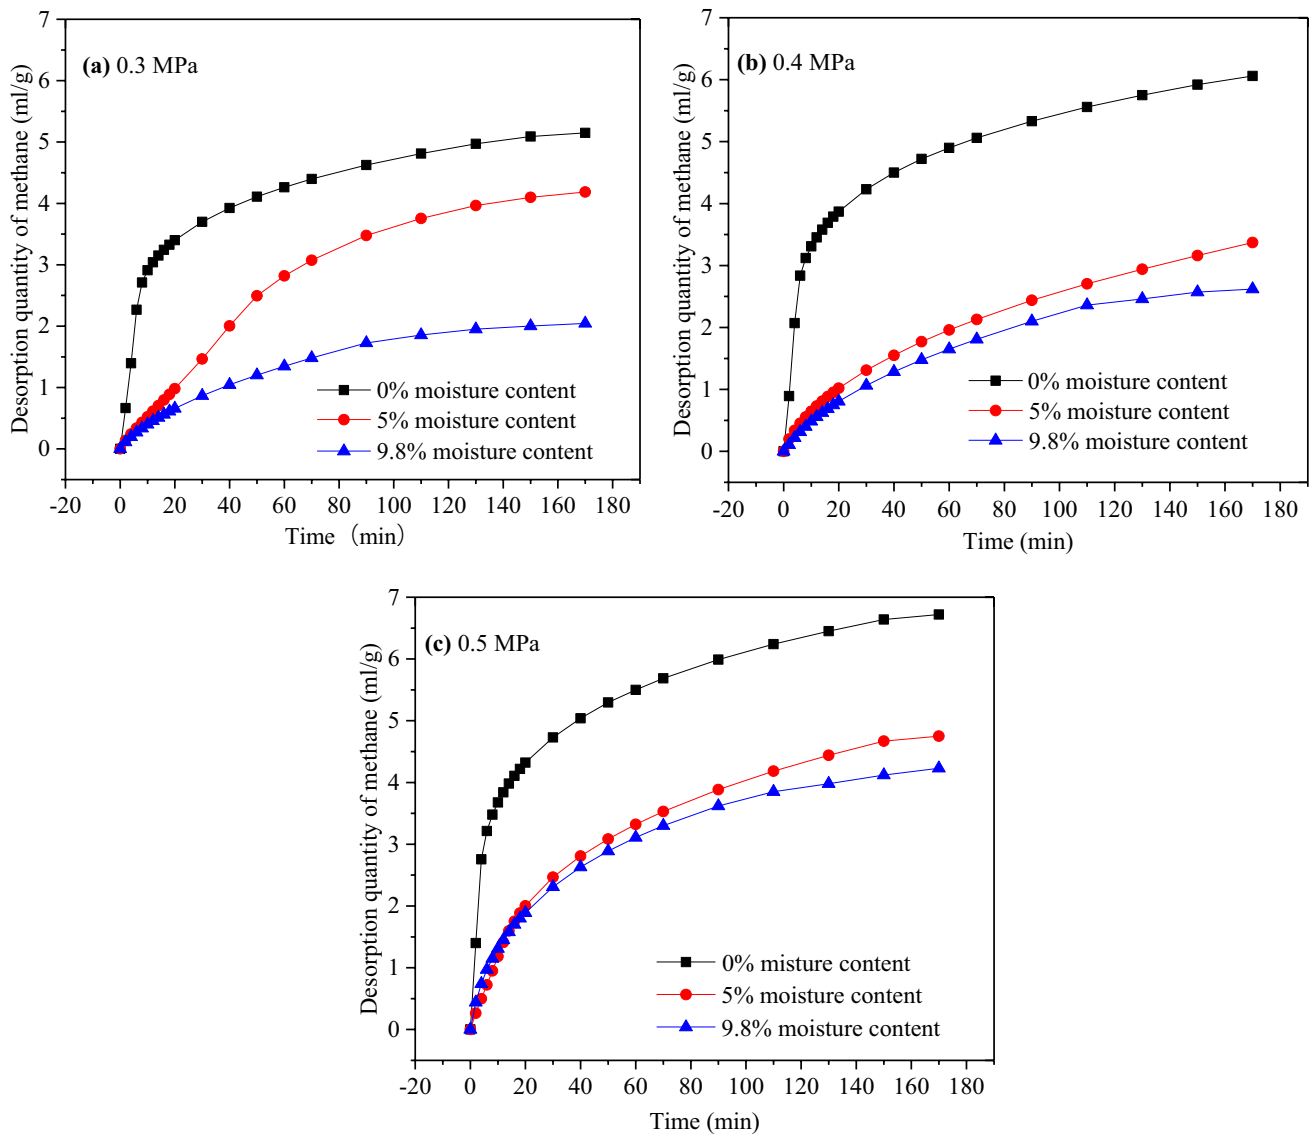 (a) 0.3 MPa
Desorption quantity of methane (ml/g)
7
6
5
4
3
2
1
0
0% moisture content
5% moisture content
9.8% moisture content
-20 0 20 40 60 80 100 120 140 160 180
Time（min）
(b) 0.4 MPa
Desorption quantity of methane (ml/g)
7
6
5
4
3
2
1
0
0% moisture content
5% moisture content
9.8% moisture content
-20 0 20 40 60 80 100 120 140 160 180
Time (min)
(c) 0.5 MPa
Desorption quantity of methane (ml/g)
7
6
5
4
3
2
1
0
0% misture content
5% moisture content
9.8% moisture content
-20 0 20 40 60 80 100 120 140 160 180
Time (min)